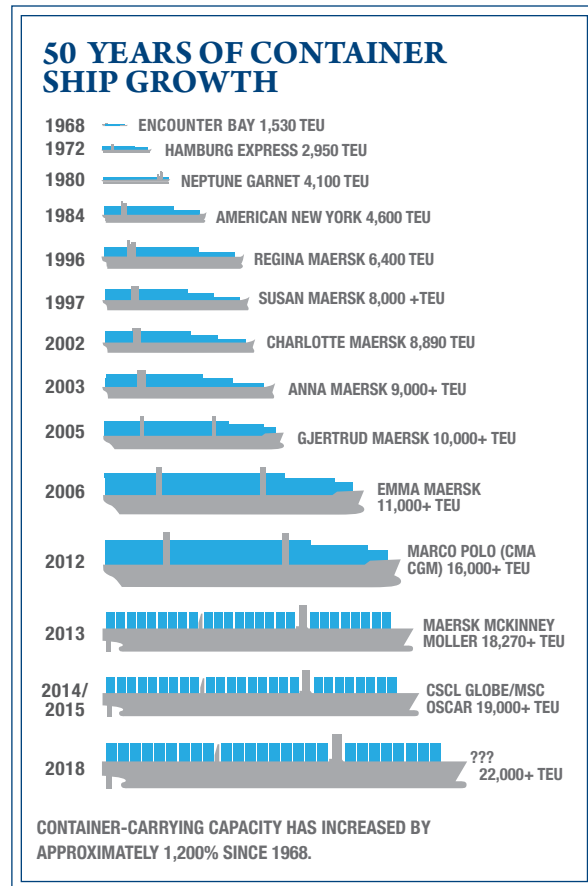 50 YEARS OF CONTAINER
SHIP GROWTH
1968 ENCOUNTER BAY 1,530 TEU
1972 HAMBURG EXPRESS 2,950 TEU
1980 NEPTUNE GARNET 4,100 TEU
1984 AMERICAN NEW YORK 4,600 TEU
1996 REGINA MAERSK 6,400 TEU
1997 SUSAN MAERSK 8,000 +TEU
2002 CHARLOTTE MAERSK 8,890 TEU
2003 ANNA MAERSK 9,000+ TEU
2005 GJERTRUD MAERSK 10,000+ TEU
2006 EMMA MAERSK
11,000+ TEU
2012 MARCO POLO (CMA
CGM) 16,000+ TEU
2013 MAERSK MCKINNEY
MOLLER 18,270+ TEU
2014/
2015 CSCL GLOBE/MSC
OSCAR 19,000+ TEU
2018 ???
22,000+ TEU
CONTAINER-CARRYING CAPACITY HAS INCREASED BY
APPROXIMATELY 1,200% SINCE 1968.